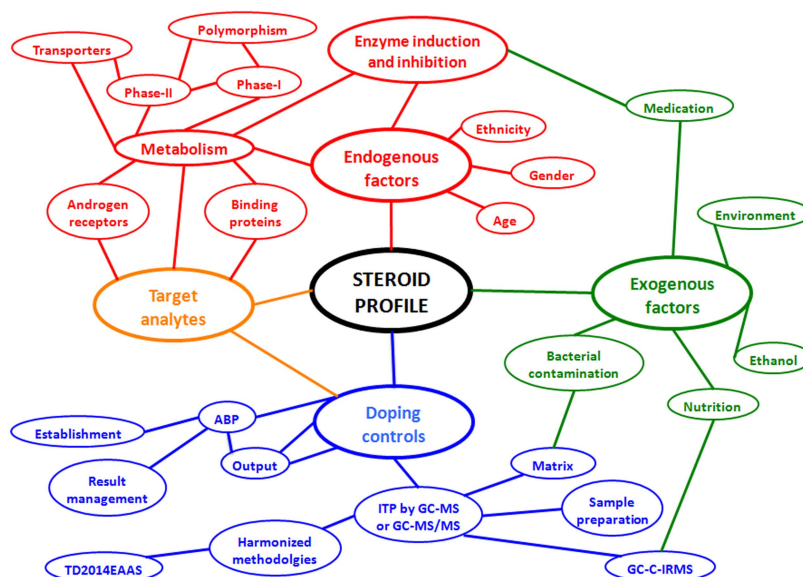 Polymorphism
Transporters
Enzyme induction
and inhibition
Phase-II
Phase-I
Medication
Ethnicity
Metabolism
Endogenous
factors
Gender
Androgen
receptors
Binding
proteins
Age
Environment
STEROID
PROFILE
Target
analytes
Exogenous
factors
Bacterial
contamination
Ethanol
Nutrition
Doping
controls
ABP
Establishment
Output
Result
management
Matrix
ITP by GC-MS
or GC-MS/MS
Sample
preparation
Harmonized
methodolgies
TD2014EAAS
GC-C-IRMS